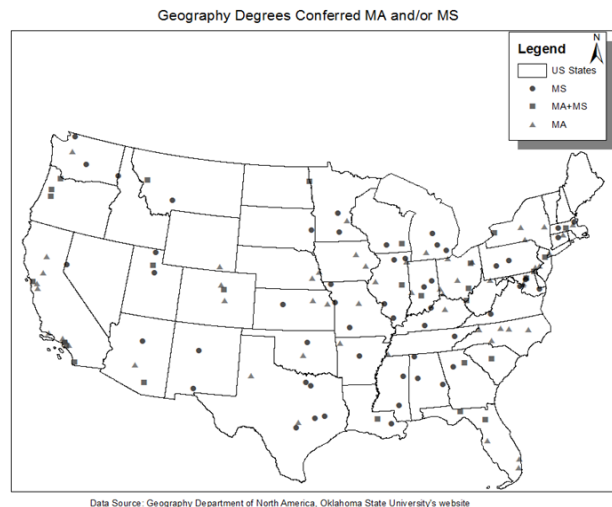 Geography Degrees Conferred MA and/or MS
N
Legend
US States
MS
MA+MS
MA
Data Source: Geography Department of North America, Oklahoma State University's website